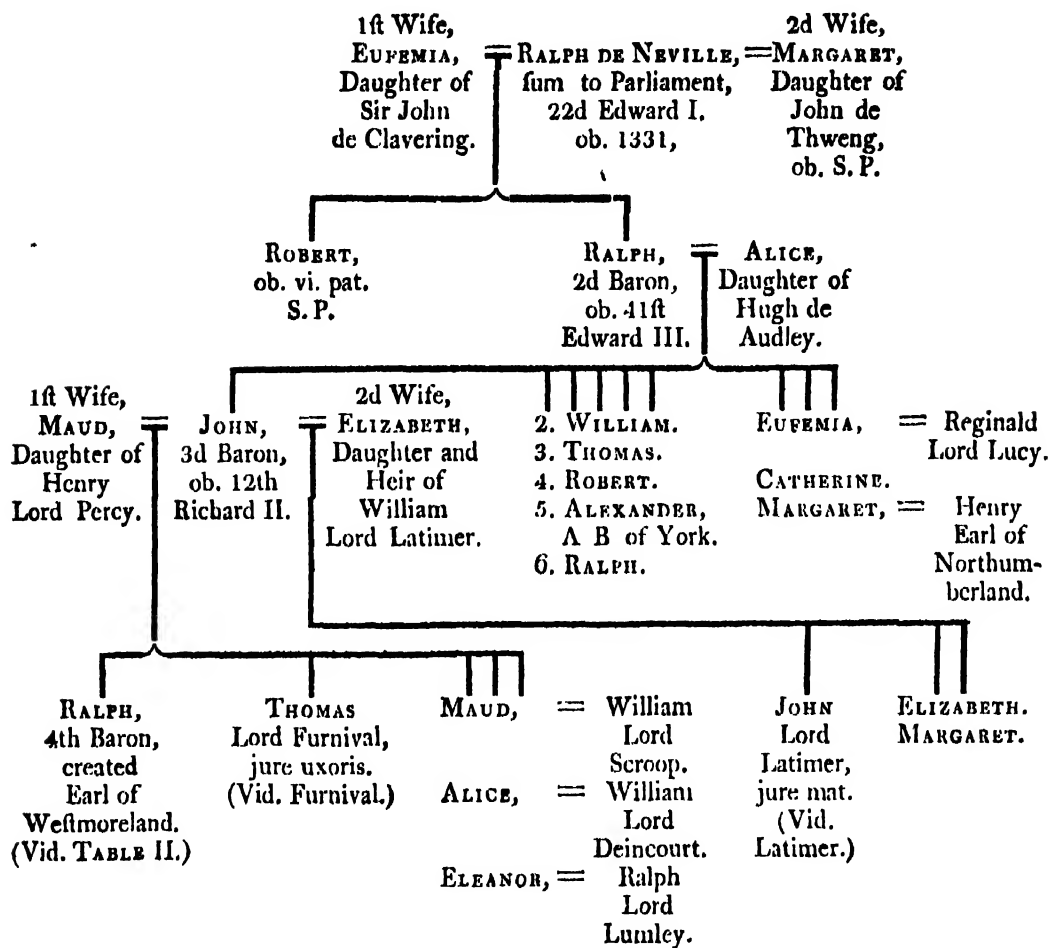 1ſt Wife,
EUFEMIA,
Daughter of
Sir John
de Clavering.
=
RALPH DE NEVILLE,
ſum to Parliament,
22d Edward I.
ob. 1331,
=
2d Wife,
MARGARET,
Daughter of
John de
Thweng,
ob. S. P.
ROBERT,
ob. vi. pat.
S. P.
RALPH,
2d Baron,
ob. 41ſt
Edward III.
=
ALICE,
Daughter of
Hugh de
Audley.
1ſt Wife,
MAUD,
Daughter of
Henry
Lord Percy.
=
JOHN,
3d Baron,
ob. 12th
Richard II.
=
2d Wife,
ELIZABETH,
Daughter and
Heir of
William
Lord Latimer.
2. WILLIAM.
3. THOMAS.
4. ROBERT.
5. ALEXANDER,
A B of York.
6. RALPH.
EUFEMIA, = Reginald
Lord Lucy.
CATHERINE.
MARGARET, = Henry
Earl of
Northum-
berland.
RALPH,
4th Baron,
created
Earl of
Weſtmoreland.
(Vid. TABLE II.)
THOMAS
Lord Furnival,
jure uxoris.
(Vid. Furnival.)
MAUD, = William
Lord
Scroop.
ALICE, = William
Lord
Deincourt.
ELEANOR, = Ralph
Lord
Lumley.
JOHN
Lord
Latimer,
jure mat.
(Vid.
Latimer.)
ELIZABETH.
MARGARET.